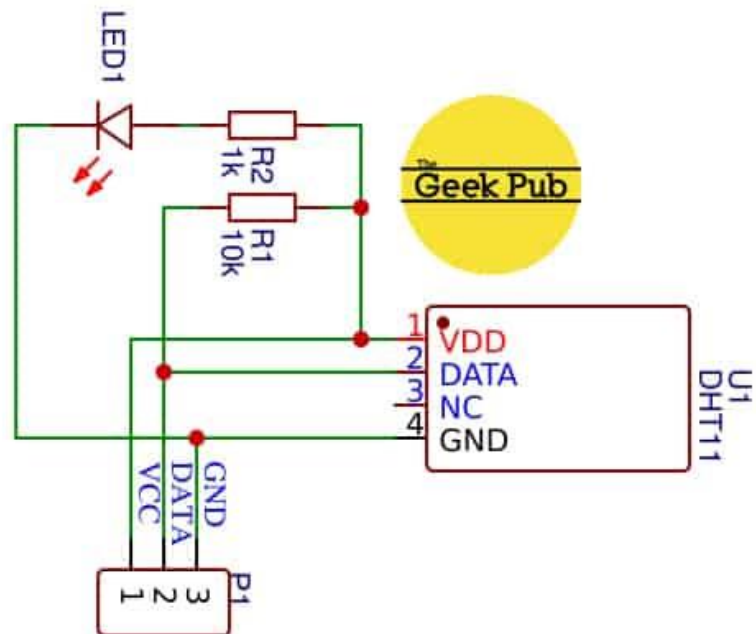 LED1
R2
1k
R1
10k
The
Geek Pub
1
VDD
2
DATA
3
NC
4
GND
U1
DHT11
VCC
DATA
GND
1
2
3
P1